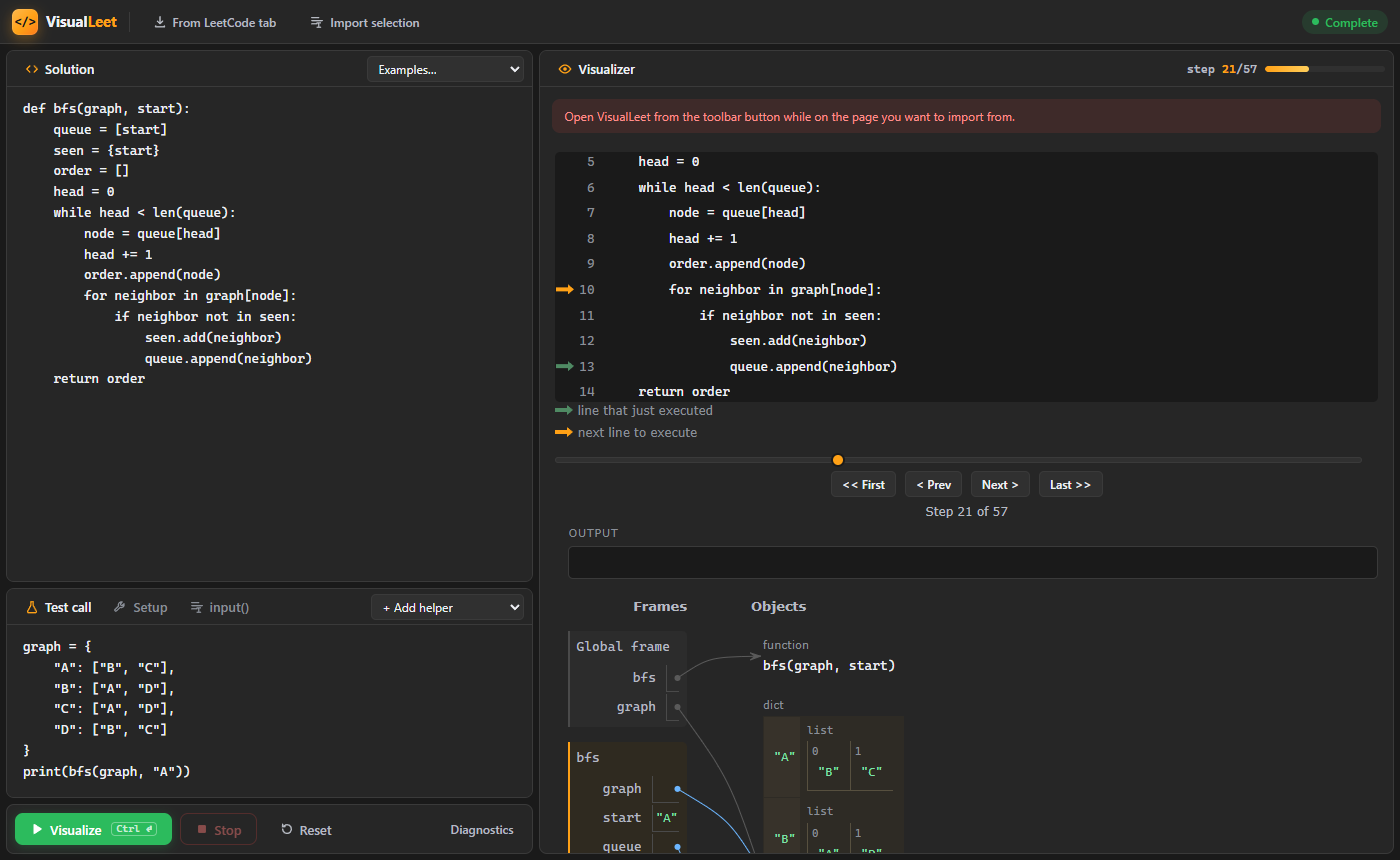 </> VisualLeet From LeetCode tab Import selection Complete
Solution Examples...
def bfs(graph, start):
    queue = [start]
    seen = {start}
    order = []
    head = 0
    while head < len(queue):
        node = queue[head]
        head += 1
        order.append(node)
        for neighbor in graph[node]:
            if neighbor not in seen:
                seen.add(neighbor)
                queue.append(neighbor)
    return order
Test call Setup input() + Add helper
graph = {
    "A": ["B", "C"],
    "B": ["A", "D"],
    "C": ["A", "D"],
    "D": ["B", "C"]
}
print(bfs(graph, "A"))
Visualize Ctrl ⏎ Stop Reset Diagnostics
Visualizer step 21/57
Open VisualLeet from the toolbar button while on the page you want to import from.
5     head = 0
6     while head < len(queue):
7         node = queue[head]
8         head += 1
9         order.append(node)
10         for neighbor in graph[node]:
11             if neighbor not in seen:
12                 seen.add(neighbor)
13                 queue.append(neighbor)
14     return order
line that just executed
next line to execute
<< First < Prev Next > Last >>
Step 21 of 57
OUTPUT
Frames Objects
Global frame
bfs
graph
function
bfs(graph, start)
dict
"A"
list
0 1
"B" "C"
bfs
graph
start "A"
queue
list
"B"
0 1
"A" "D"